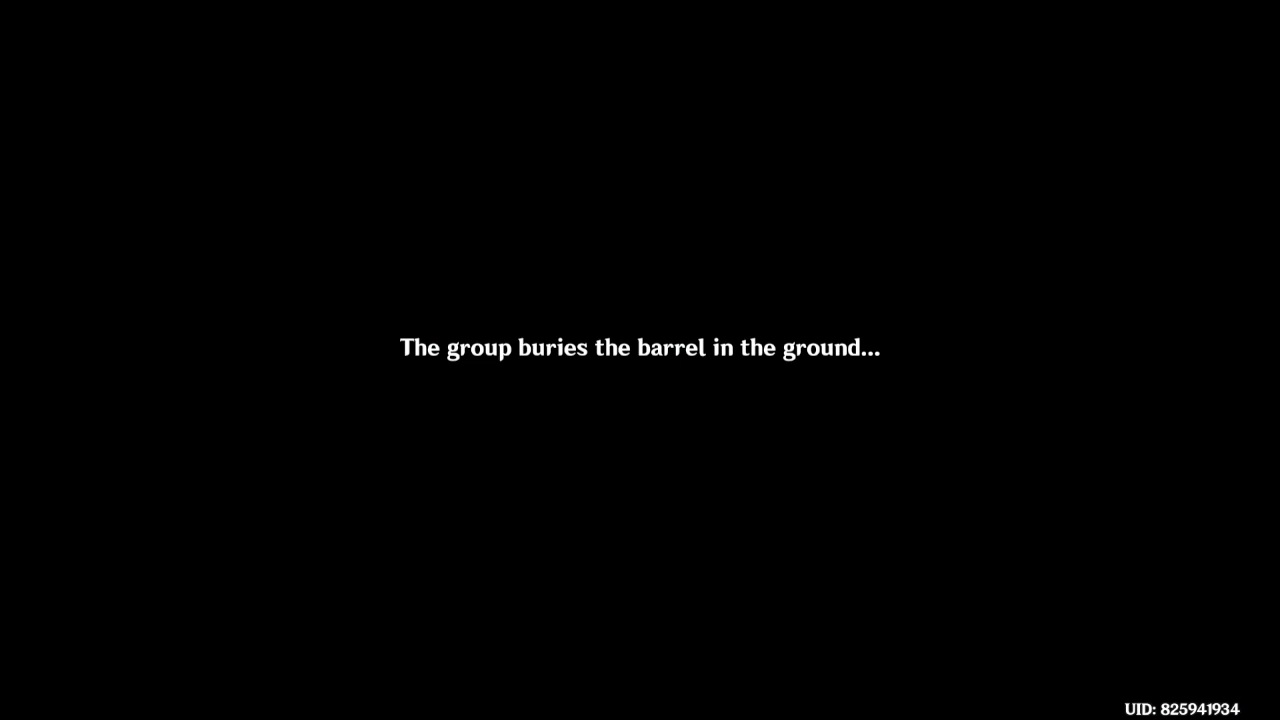 The group buries the barrel in the ground...
UID: 825941934